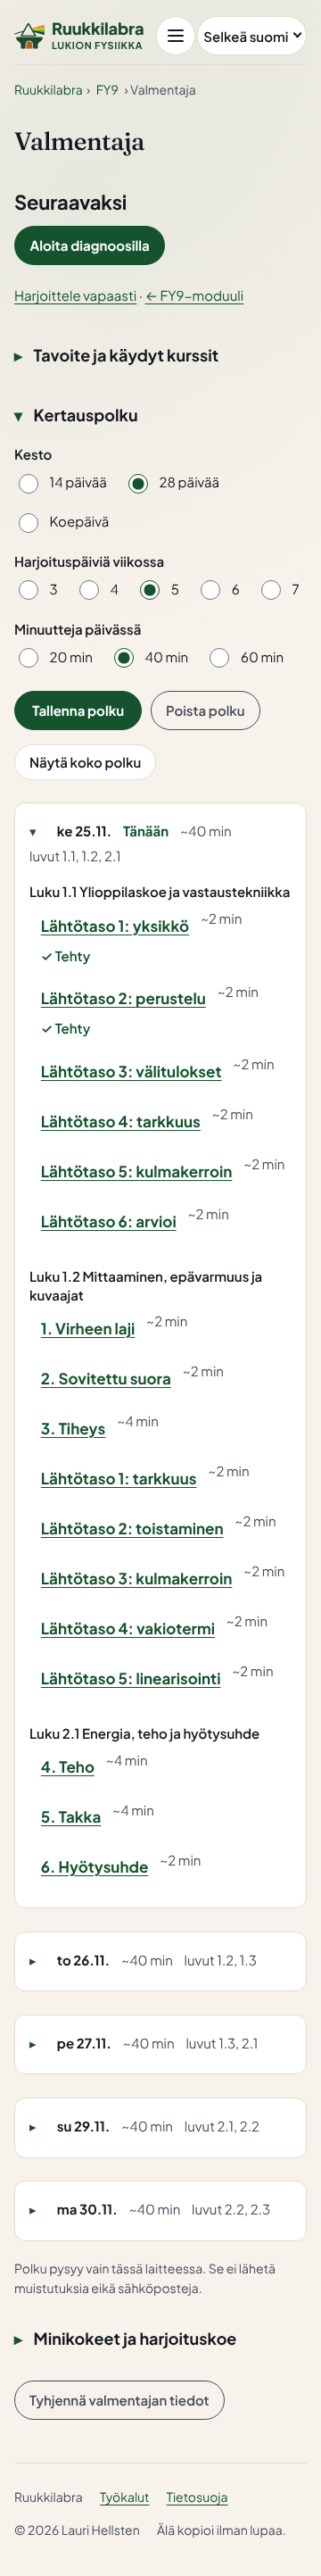 Ruukkilabra
LUKION FYSIIKKA
Selkeä suomi
Ruukkilabra › FY9 › Valmentaja
Valmentaja
Seuraavaksi
Aloita diagnoosilla
Harjoittele vapaasti · ← FY9-moduuli
▸ Tavoite ja käydyt kurssit
▾ Kertauspolku
Kesto
14 päivää 28 päivää
Koepäivä
Harjoituspäiviä viikossa
3 4 5 6 7
Minuutteja päivässä
20 min 40 min 60 min
Tallenna polku Poista polku
Näytä koko polku
▾ ke 25.11. Tänään ~40 min
luvut 1.1, 1.2, 2.1
Luku 1.1 Ylioppilaskoe ja vastaustekniikka
Lähtötaso 1: yksikkö ~2 min
✓ Tehty
Lähtötaso 2: perustelu ~2 min
✓ Tehty
Lähtötaso 3: välitulokset ~2 min
Lähtötaso 4: tarkkuus ~2 min
Lähtötaso 5: kulmakerroin ~2 min
Lähtötaso 6: arvioi ~2 min
Luku 1.2 Mittaaminen, epävarmuus ja
kuvaajat
1. Virheen laji ~2 min
2. Sovitettu suora ~2 min
3. Tiheys ~4 min
Lähtötaso 1: tarkkuus ~2 min
Lähtötaso 2: toistaminen ~2 min
Lähtötaso 3: kulmakerroin ~2 min
Lähtötaso 4: vakiotermi ~2 min
Lähtötaso 5: linearisointi ~2 min
Luku 2.1 Energia, teho ja hyötysuhde
4. Teho ~4 min
5. Takka ~4 min
6. Hyötysuhde ~2 min
▸ to 26.11. ~40 min luvut 1.2, 1.3
▸ pe 27.11. ~40 min luvut 1.3, 2.1
▸ su 29.11. ~40 min luvut 2.1, 2.2
▸ ma 30.11. ~40 min luvut 2.2, 2.3
Polku pysyy vain tässä laitteessa. Se ei lähetä
muistutuksia eikä sähköposteja.
▸ Minikokeet ja harjoituskoe
Tyhjennä valmentajan tiedot
Ruukkilabra Työkalut Tietosuoja
© 2026 Lauri Hellsten Älä kopioi ilman lupaa.